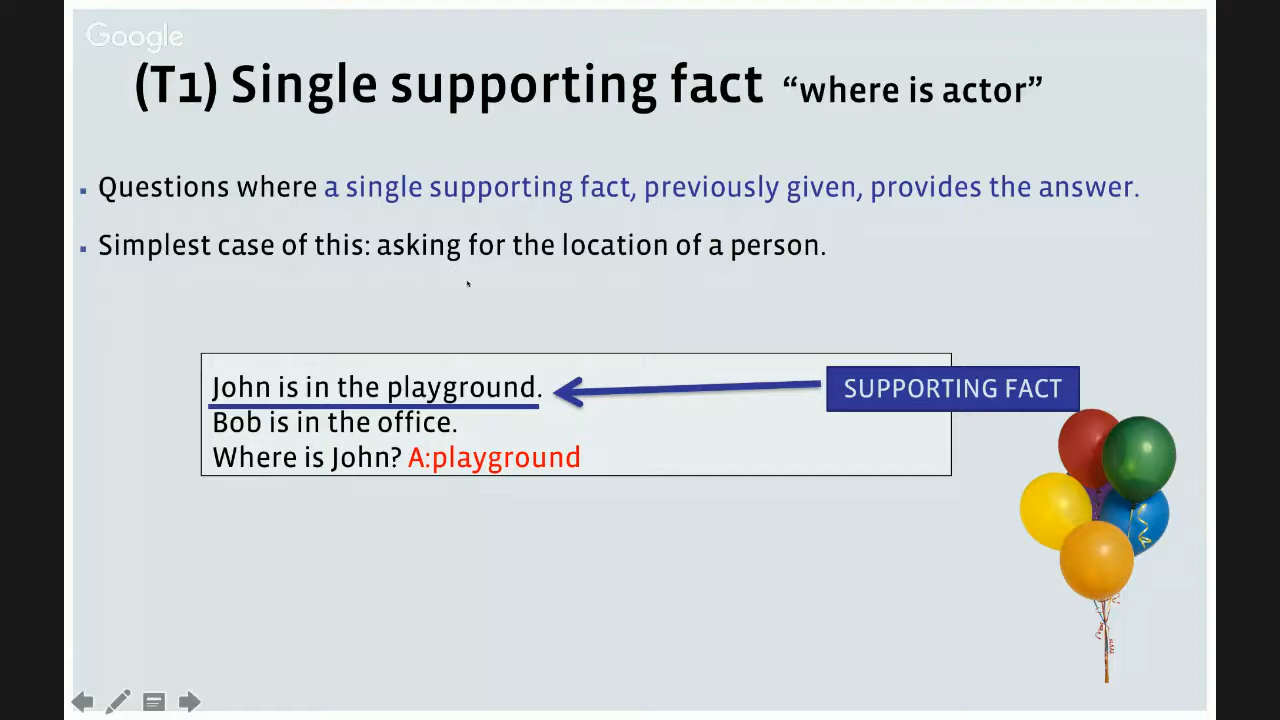 Google
(T1) Single supporting fact “where is actor”
▪ Questions where a single supporting fact, previously given, provides the answer.
▪ Simplest case of this: asking for the location of a person.
John is in the playground.
SUPPORTING FACT
Bob is in the office.
Where is John? A:playground